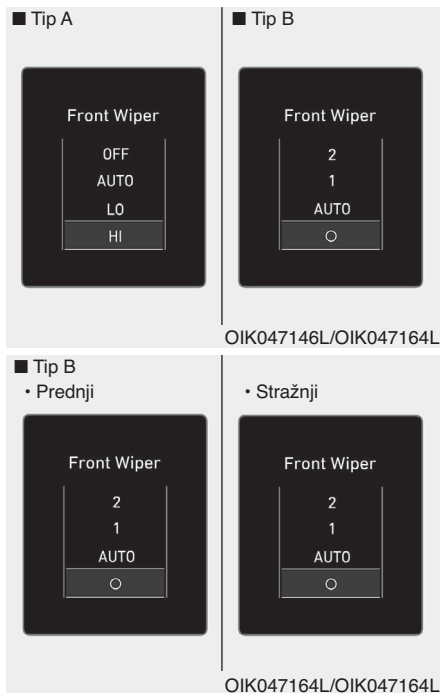 ■ Tip A
Front Wiper
OFF
AUTO
LO
HI
■ Tip B
Front Wiper
2
1
AUTO
O
OIK047146L/OIK047164L
■ Tip B
• Prednji
Front Wiper
2
1
AUTO
O
• Stražnji
Front Wiper
2
1
AUTO
O
OIK047164L/OIK047164L